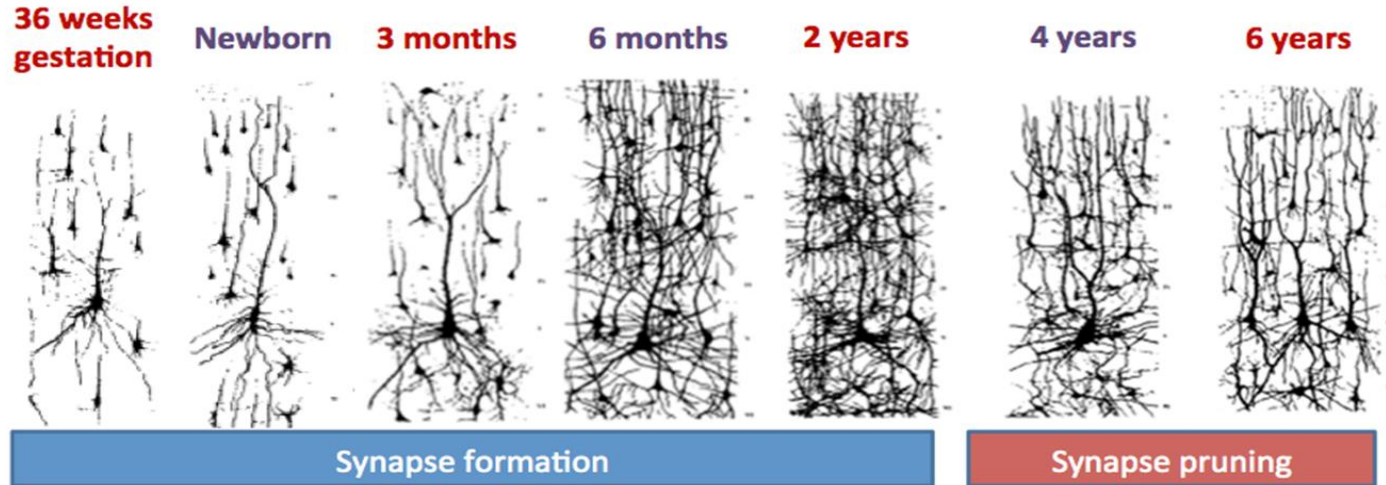 36 weeks
gestation
Newborn
3 months
6 months
2 years
4 years
6 years
Synapse formation
Synapse pruning